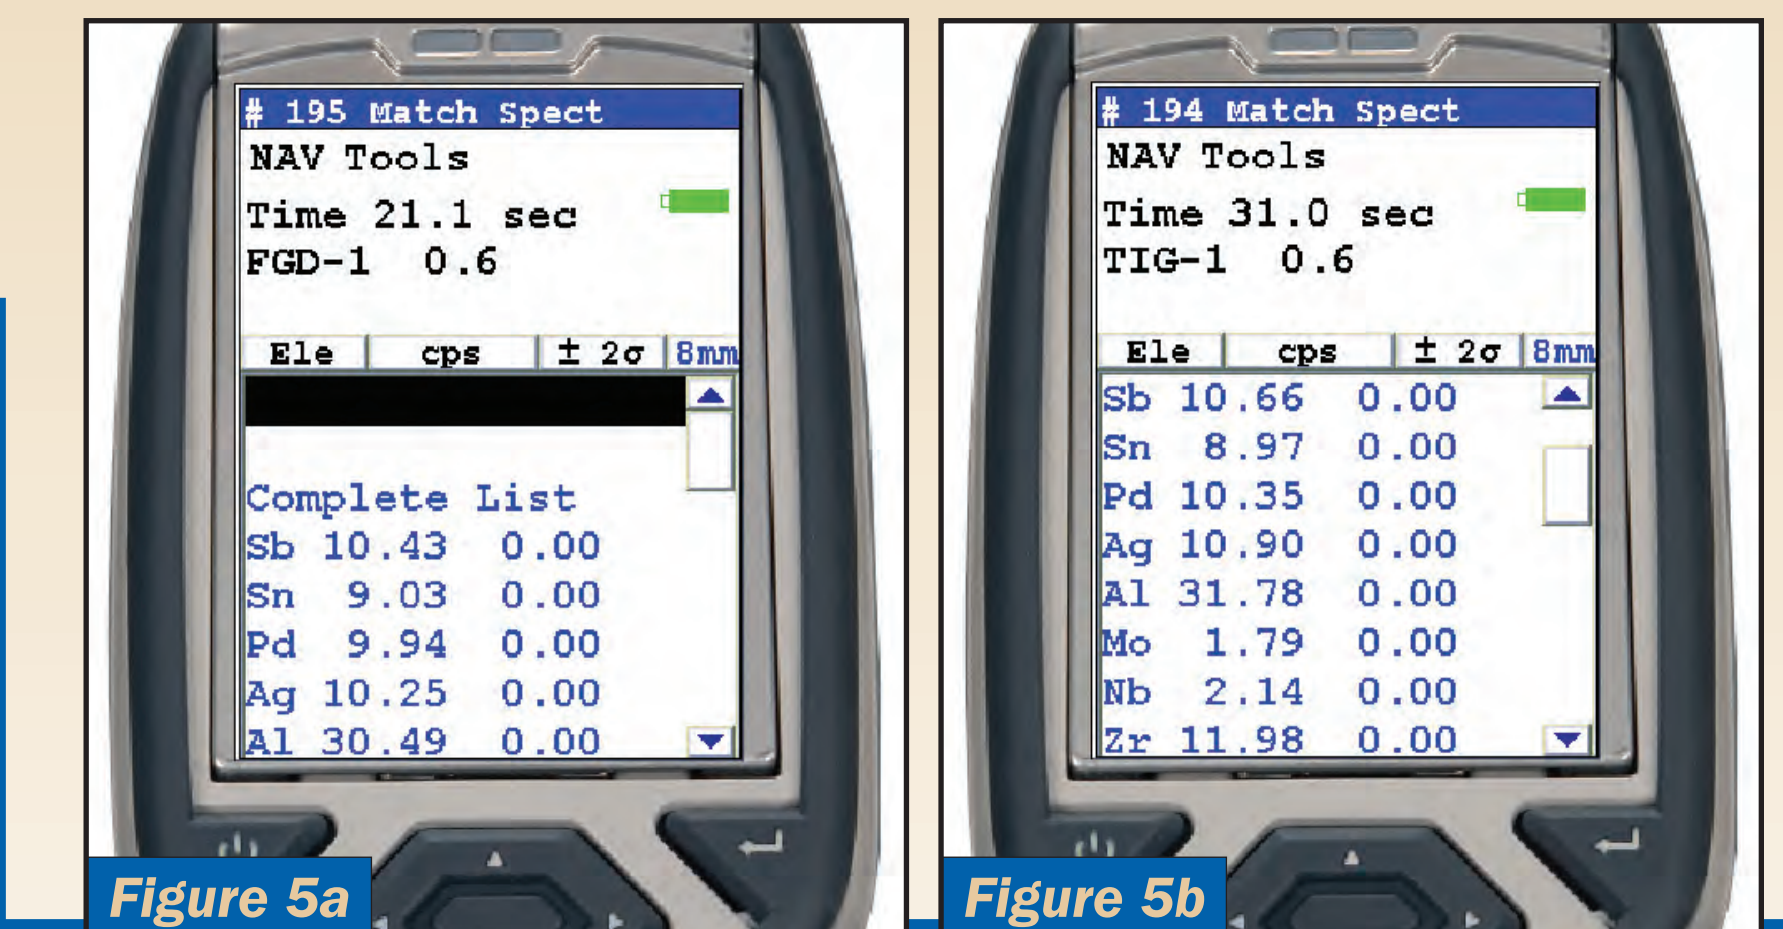 # 195 Match Spect
NAV Tools
Time 21.1 sec
FGD-1 0.6
Ele cps ± 2σ 8mm
Complete List
Sb 10.43 0.00
Sn 9.03 0.00
Pd 9.94 0.00
Ag 10.25 0.00
Al 30.49 0.00
Figure 5a
# 194 Match Spect
NAV Tools
Time 31.0 sec
TIG-1 0.6
Ele cps ± 2σ 8mm
Sb 10.66 0.00
Sn 8.97 0.00
Pd 10.35 0.00
Ag 10.90 0.00
Al 31.78 0.00
Mo 1.79 0.00
Nb 2.14 0.00
Zr 11.98 0.00
Figure 5b